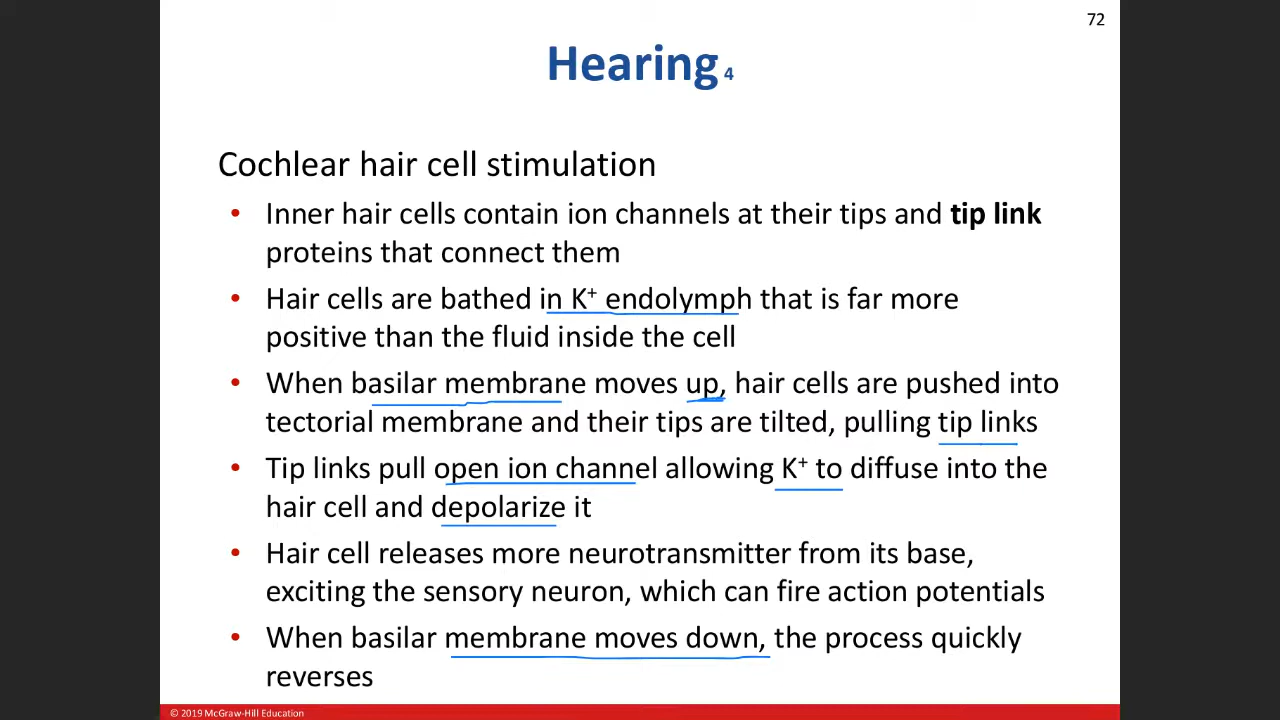 72
Hearing 4
Cochlear hair cell stimulation
• Inner hair cells contain ion channels at their tips and tip link
proteins that connect them
• Hair cells are bathed in K⁺ endolymph that is far more
positive than the fluid inside the cell
• When basilar membrane moves up, hair cells are pushed into
tectorial membrane and their tips are tilted, pulling tip links
• Tip links pull open ion channel allowing K⁺ to diffuse into the
hair cell and depolarize it
• Hair cell releases more neurotransmitter from its base,
exciting the sensory neuron, which can fire action potentials
• When basilar membrane moves down, the process quickly
reverses
© 2019 McGraw-Hill Education